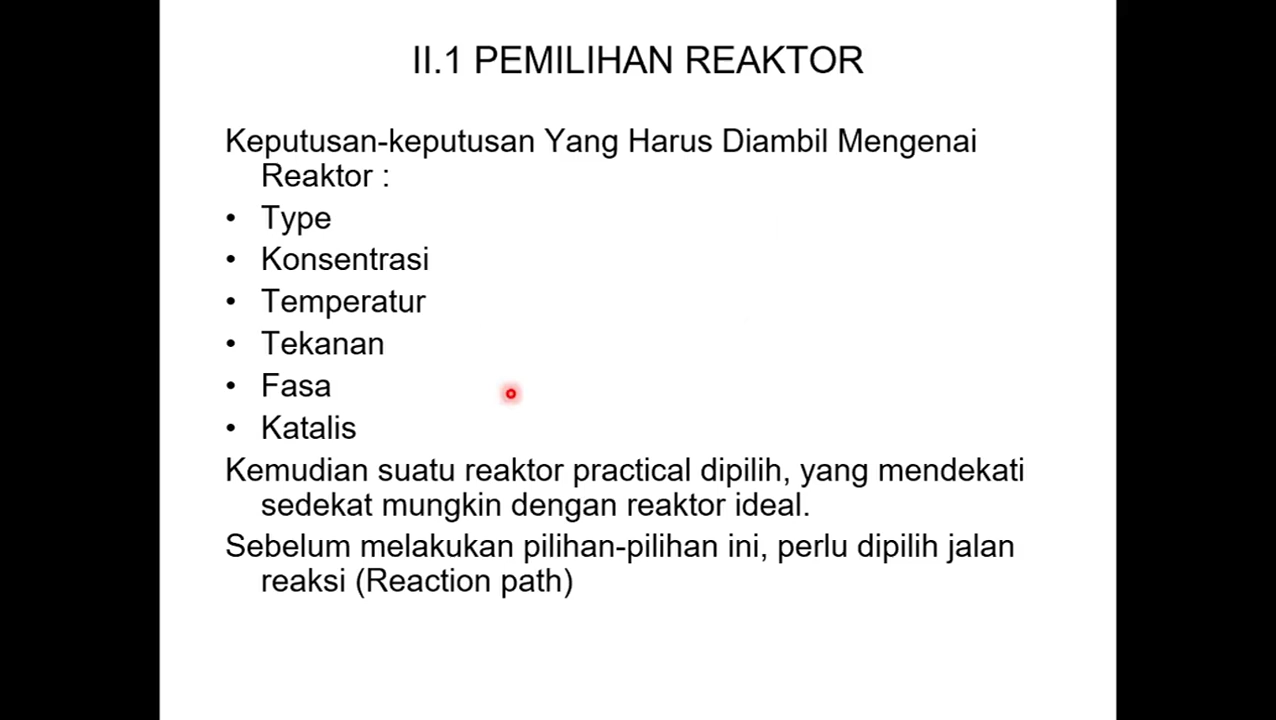 II.1 PEMILIHAN REAKTOR
Keputusan-keputusan Yang Harus Diambil Mengenai
Reaktor :
• Type
• Konsentrasi
• Temperatur
• Tekanan
• Fasa
• Katalis
Kemudian suatu reaktor practical dipilih, yang mendekati
sedekat mungkin dengan reaktor ideal.
Sebelum melakukan pilihan-pilihan ini, perlu dipilih jalan
reaksi (Reaction path)